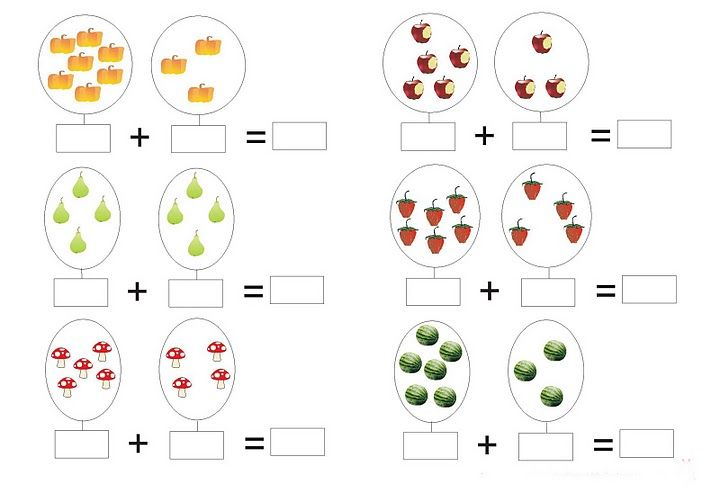 + = + =
+ = + =
+ = + =